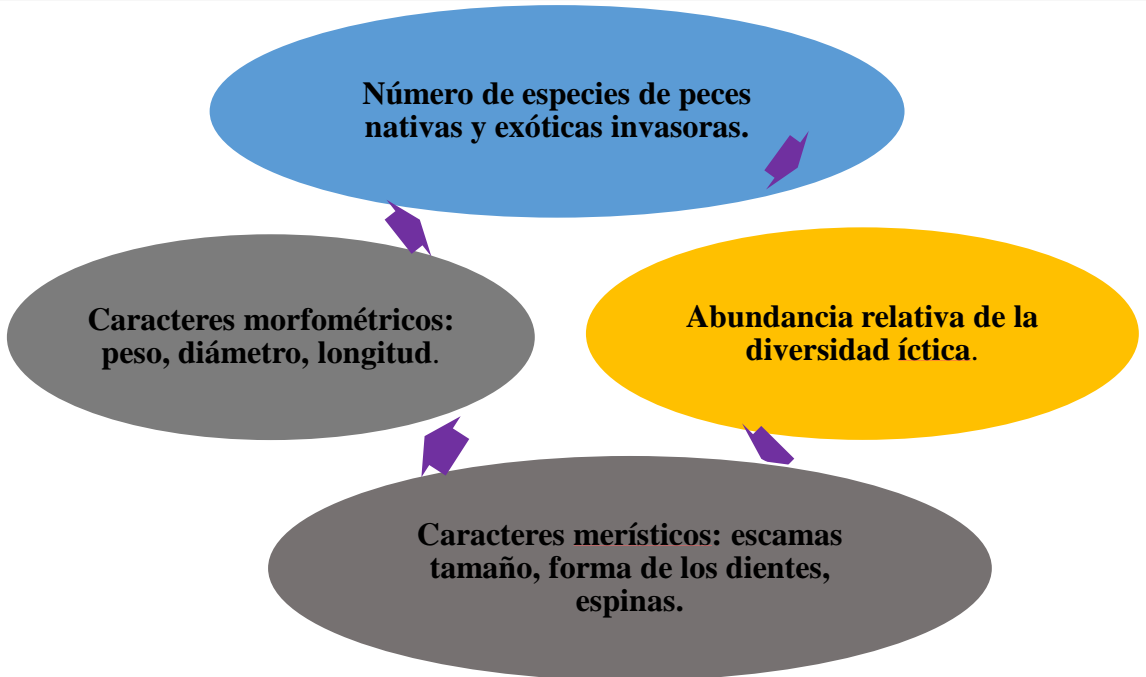 Número de especies de peces
nativas y exóticas invasoras.
Caracteres morfométricos:
peso, diámetro, longitud.
Abundancia relativa de la
diversidad íctica.
Caracteres merísticos: escamas
tamaño, forma de los dientes,
espinas.